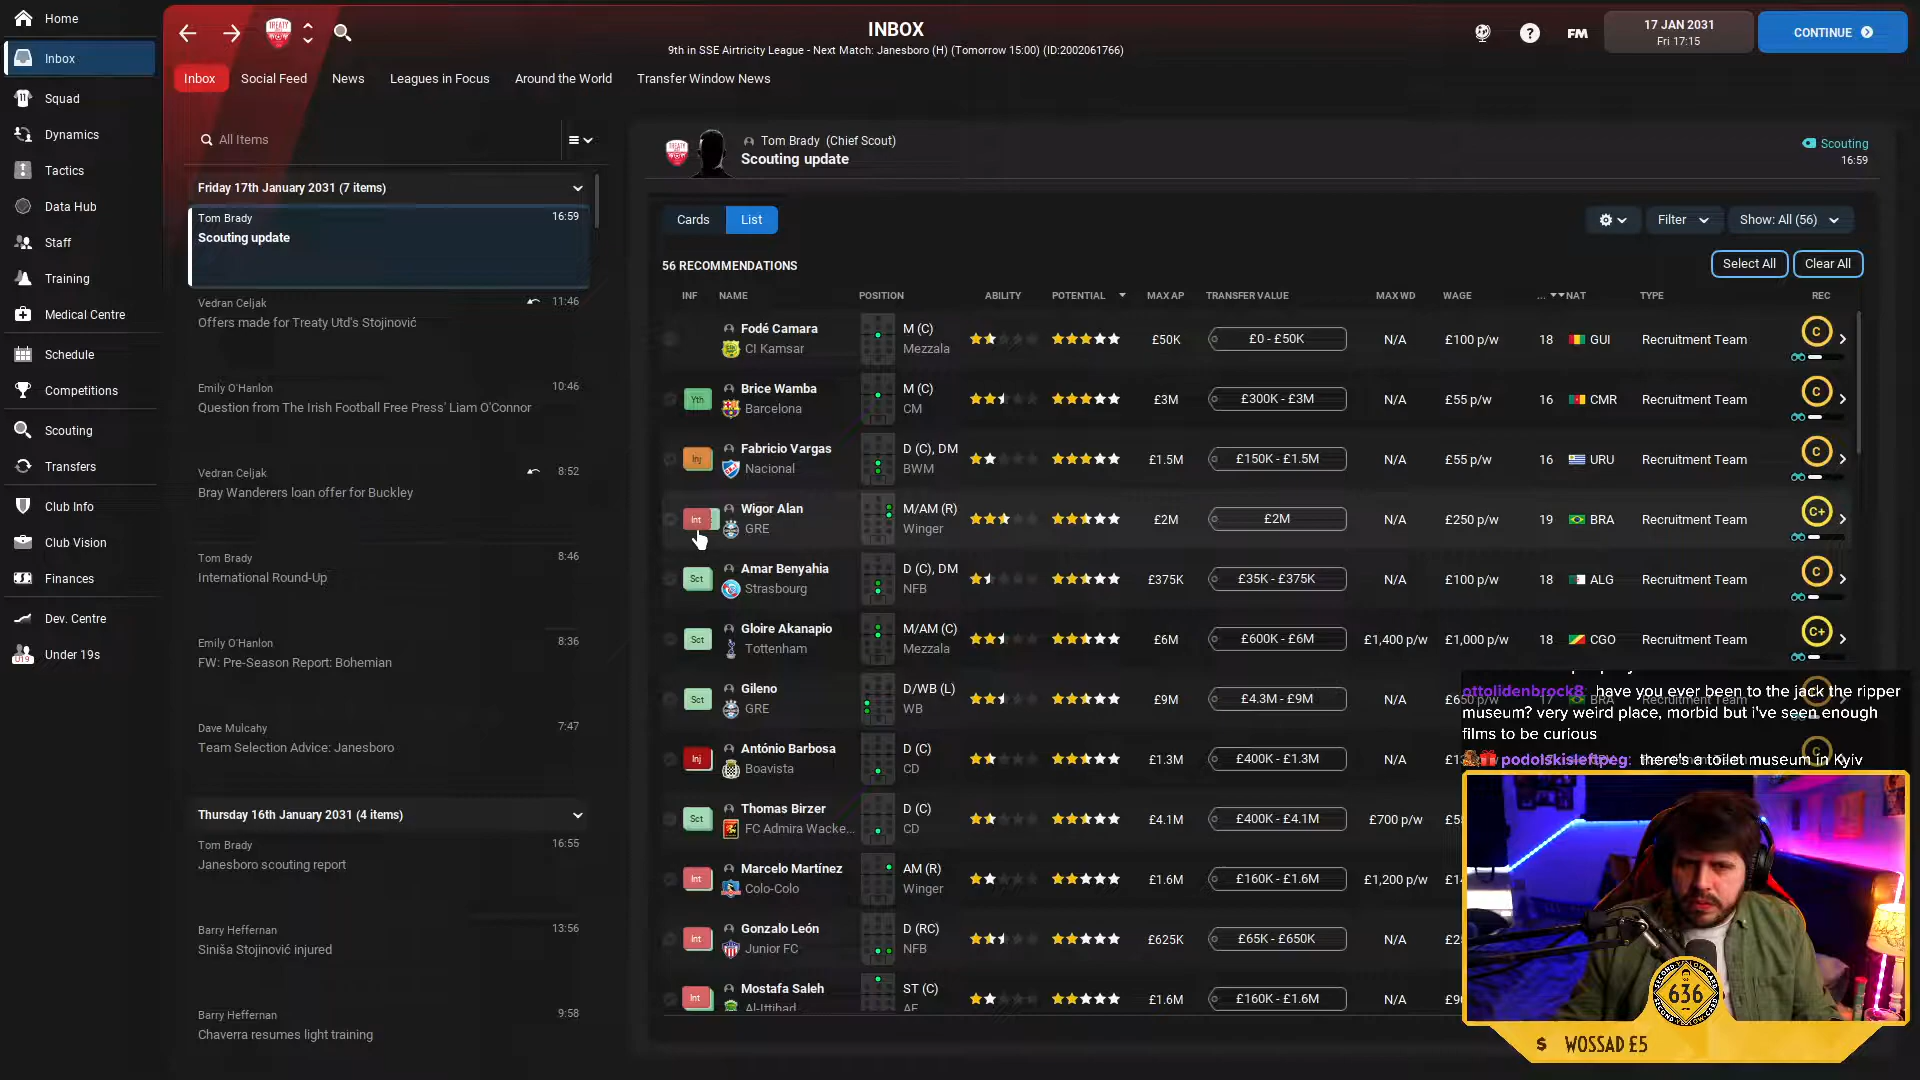 Home
Inbox
Squad
Dynamics
Tactics
Data Hub
Staff
Training
Medical Centre
Schedule
Competitions
Scouting
Transfers
Club Info
Club Vision
Finances
Dev. Centre
Under 19s
INBOX
9th in SSE Airtricity League - Next Match: Janesboro (H) (Tomorrow 15:00) (ID:2002061766)
FM
17 JAN 2031
Fri 17:15
CONTINUE
Inbox Social Feed News Leagues in Focus Around the World Transfer Window News
All Items
Friday 17th January 2031 (7 items)
Tom Brady 16:59
Scouting update
Vedran Celjak 11:46
Offers made for Treaty Utd's Stojinović
Emily O'Hanlon 10:46
Question from The Irish Football Free Press' Liam O'Connor
Vedran Celjak 8:52
Bray Wanderers loan offer for Buckley
Tom Brady 8:46
International Round-Up
Emily O'Hanlon 8:36
FW: Pre-Season Report: Bohemian
Dave Mulcahy 7:47
Team Selection Advice: Janesboro
Thursday 16th January 2031 (4 items)
Tom Brady 16:55
Janesboro scouting report
Barry Heffernan 13:56
Siniša Stojinović injured
Barry Heffernan 9:58
Chaverra resumes light training
Tom Brady (Chief Scout)
Scouting update
Scouting
16:59
Cards List
Filter
Show: All (56)
56 RECOMMENDATIONS
Select All Clear All
INF NAME POSITION ABILITY POTENTIAL MAX AP TRANSFER VALUE MAX WD WAGE ... NAT TYPE REC
Fodé Camara M (C)
CI Kamsar Mezzala £50K £0 - £50K N/A £100 p/w 18 GUI Recruitment Team C
Yth Brice Wamba M (C)
Barcelona CM £3M £300K - £3M N/A £55 p/w 16 CMR Recruitment Team C
Inj Fabricio Vargas D (C), DM
Nacional BWM £1.5M £150K - £1.5M N/A £55 p/w 16 URU Recruitment Team C
Int Wigor Alan M/AM (R)
GRE Winger £2M £2M N/A £250 p/w 19 BRA Recruitment Team C+
Sct Amar Benyahia D (C), DM
Strasbourg NFB £375K £35K - £375K N/A £100 p/w 18 ALG Recruitment Team C
Sct Gloire Akanapio M/AM (C)
Tottenham Mezzala £6M £600K - £6M £1,400 p/w £1,000 p/w 18 CGO Recruitment Team C+
Sct Gileno D/WB (L)
GRE WB £9M £4.3M - £9M N/A
Inj António Barbosa D (C)
Boavista CD £1.3M £400K - £1.3M N/A
Sct Thomas Birzer D (C)
FC Admira Wacke... CD £4.1M £400K - £4.1M £700 p/w
Int Marcelo Martínez AM (R)
Colo-Colo Winger £1.6M £160K - £1.6M £1,200 p/w
Int Gonzalo León D (RC)
Junior FC NFB £625K £65K - £650K N/A
Int Mostafa Saleh ST (C)
Al-Ittihad AF £1.6M £160K - £1.6M N/A
ottolidenbrock8: have you ever been to the jack the ripper
museum? very weird place, morbid but i've seen enough
films to be curious
podolskisleftpeg: there's a toilet museum in Kyiv
636
$ WOSSAD £5